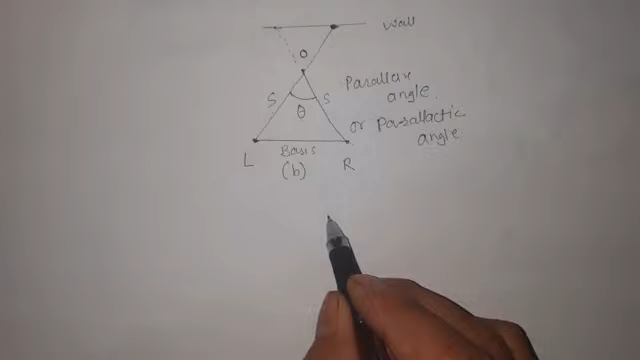 Wall
O
Parallax
angle.
S S
θ
or Parallactic
angle
Basis
L (b) R